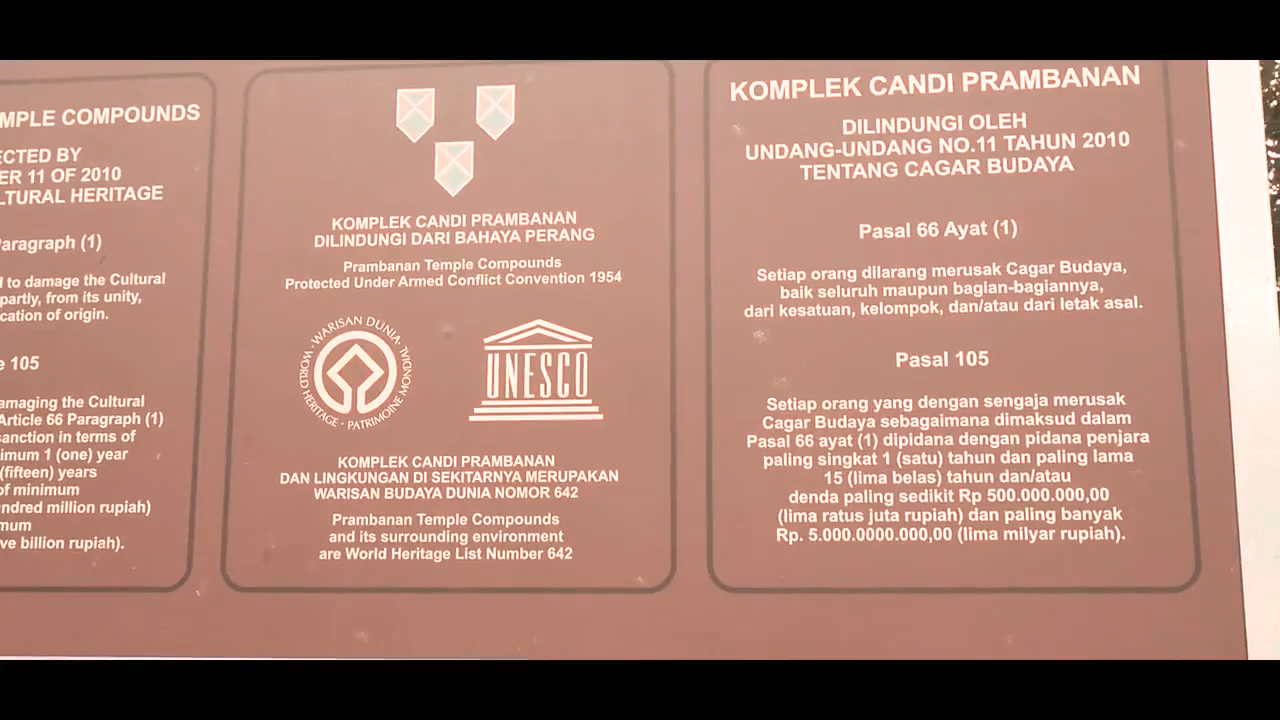 MPLE COMPOUNDS
ECTED BY
ER 11 OF 2010
LTURAL HERITAGE
aragraph (1)
l to damage the Cultural
partly, from its unity,
cation of origin.
e 105
amaging the Cultural
Article 66 Paragraph (1)
sanction in terms of
imum 1 (one) year
(fifteen) years
of minimum
undred million rupiah)
mum
ve billion rupiah).
KOMPLEK CANDI PRAMBANAN
DILINDUNGI DARI BAHAYA PERANG
Prambanan Temple Compounds
Protected Under Armed Conflict Convention 1954
WARISAN DUNIA · WORLD HERITAGE · PATRIMOINE MONDIAL
UNESCO
KOMPLEK CANDI PRAMBANAN
DAN LINGKUNGAN DI SEKITARNYA MERUPAKAN
WARISAN BUDAYA DUNIA NOMOR 642
Prambanan Temple Compounds
and its surrounding environment
are World Heritage List Number 642
KOMPLEK CANDI PRAMBANAN
DILINDUNGI OLEH
UNDANG-UNDANG NO.11 TAHUN 2010
TENTANG CAGAR BUDAYA
Pasal 66 Ayat (1)
Setiap orang dilarang merusak Cagar Budaya,
baik seluruh maupun bagian-bagiannya,
dari kesatuan, kelompok, dan/atau dari letak asal.
Pasal 105
Setiap orang yang dengan sengaja merusak
Cagar Budaya sebagaimana dimaksud dalam
Pasal 66 ayat (1) dipidana dengan pidana penjara
paling singkat 1 (satu) tahun dan paling lama
15 (lima belas) tahun dan/atau
denda paling sedikit Rp 500.000.000,00
(lima ratus juta rupiah) dan paling banyak
Rp. 5.000.0000.000,00 (lima milyar rupiah).